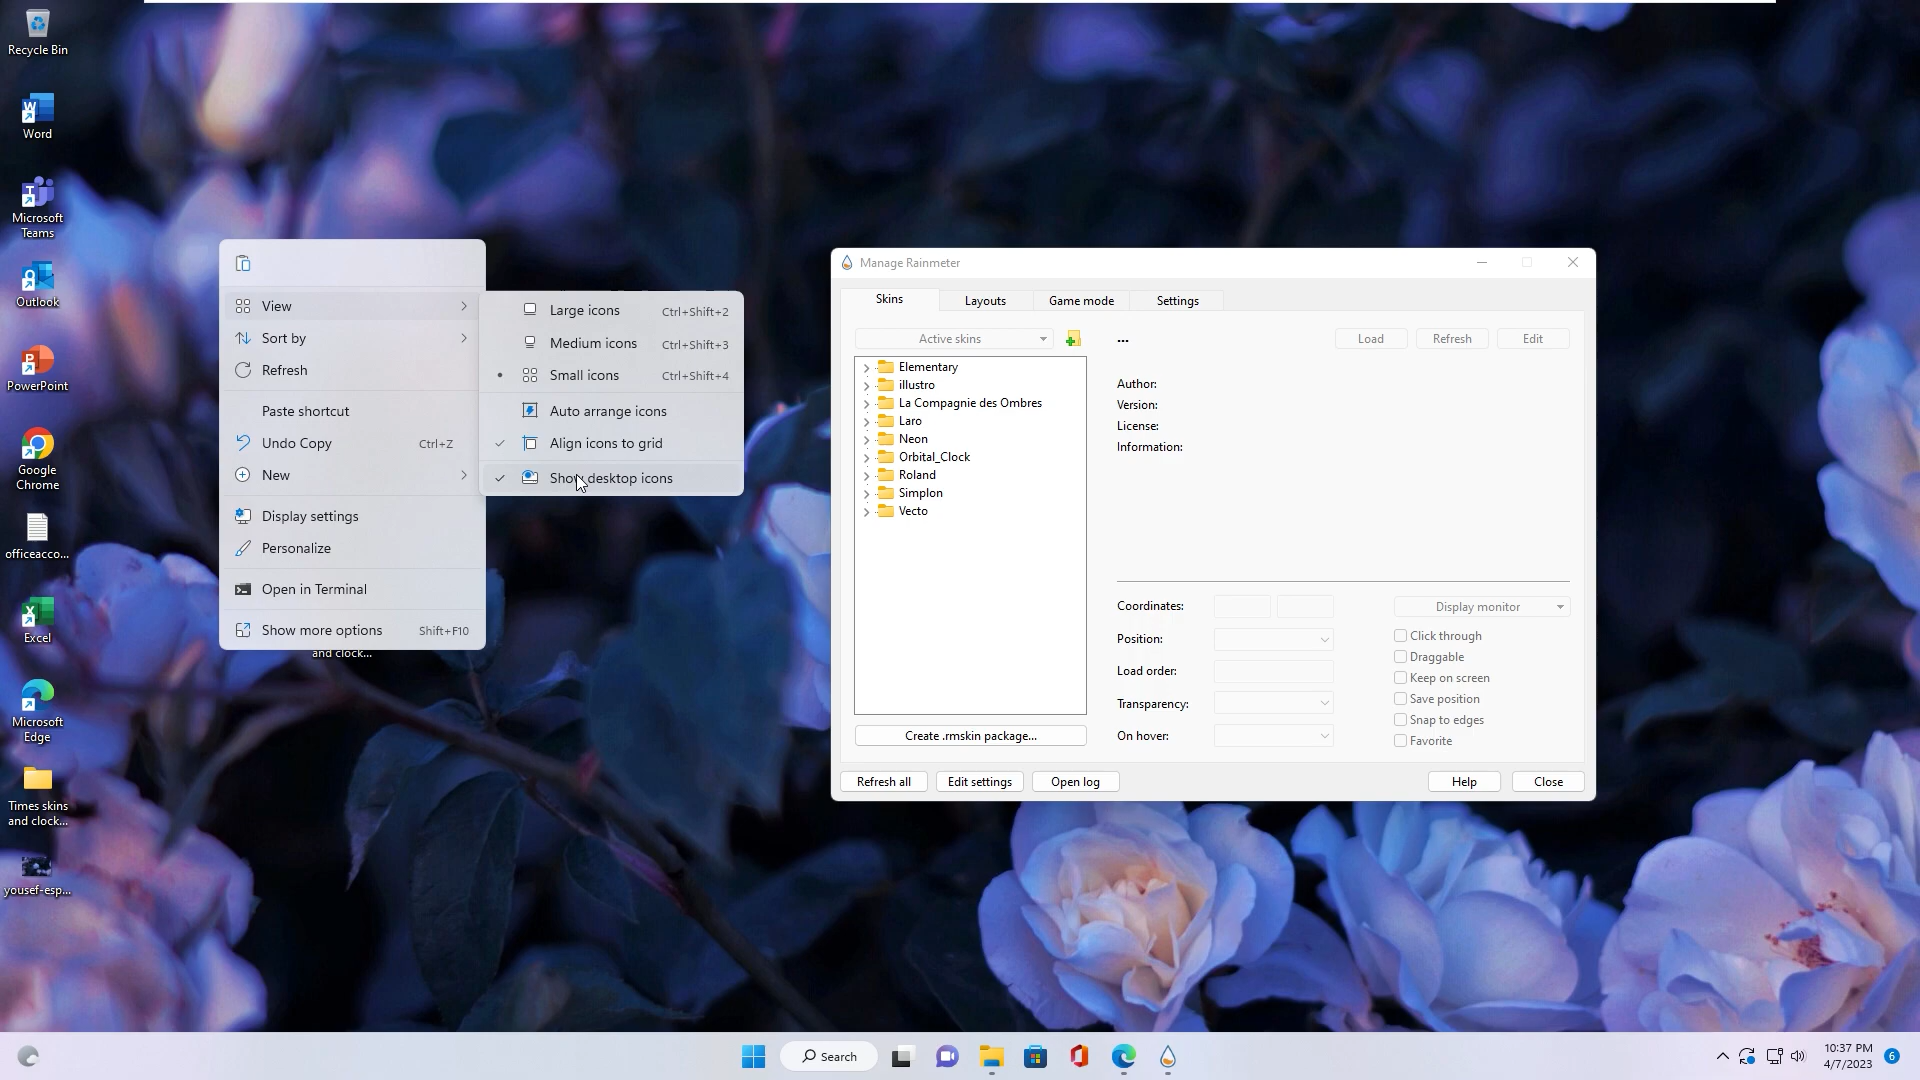 Recycle Bin
Word
Microsoft
Teams
Outlook
PowerPoint
Google
Chrome
officeacco...
Excel
Microsoft
Edge
Times skins
and clock...
yousef-esp...
View
Sort by
Refresh
Paste shortcut
Undo Copy Ctrl+Z
New
Display settings
Personalize
Open in Terminal
Show more options Shift+F10
and clock...
Large icons Ctrl+Shift+2
Medium icons Ctrl+Shift+3
Small icons Ctrl+Shift+4
Auto arrange icons
Align icons to grid
Show desktop icons
Manage Rainmeter
Skins Layouts Game mode Settings
Active skins
Elementary
illustro
La Compagnie des Ombres
Laro
Neon
Orbital_Clock
Roland
Simplon
Vecto
Create .rmskin package...
... Load Refresh Edit
Author:
Version:
License:
Information:
Coordinates:
Position:
Load order:
Transparency:
On hover:
Display monitor
Click through
Draggable
Keep on screen
Save position
Snap to edges
Favorite
Refresh all Edit settings Open log Help Close
Search
10:37 PM
4/7/2023
6